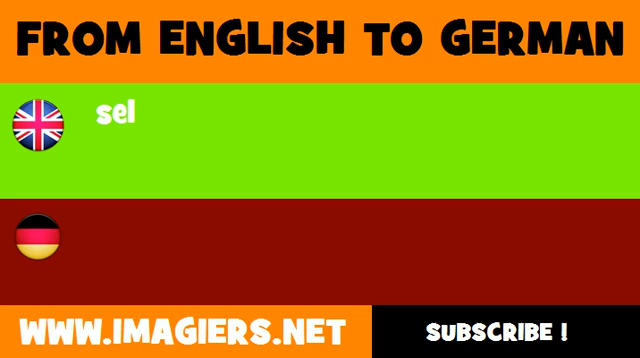 FROM ENGLISH TO GERMAN
sel
WWW.IMAGIERS.NET
SUBSCRIBE !